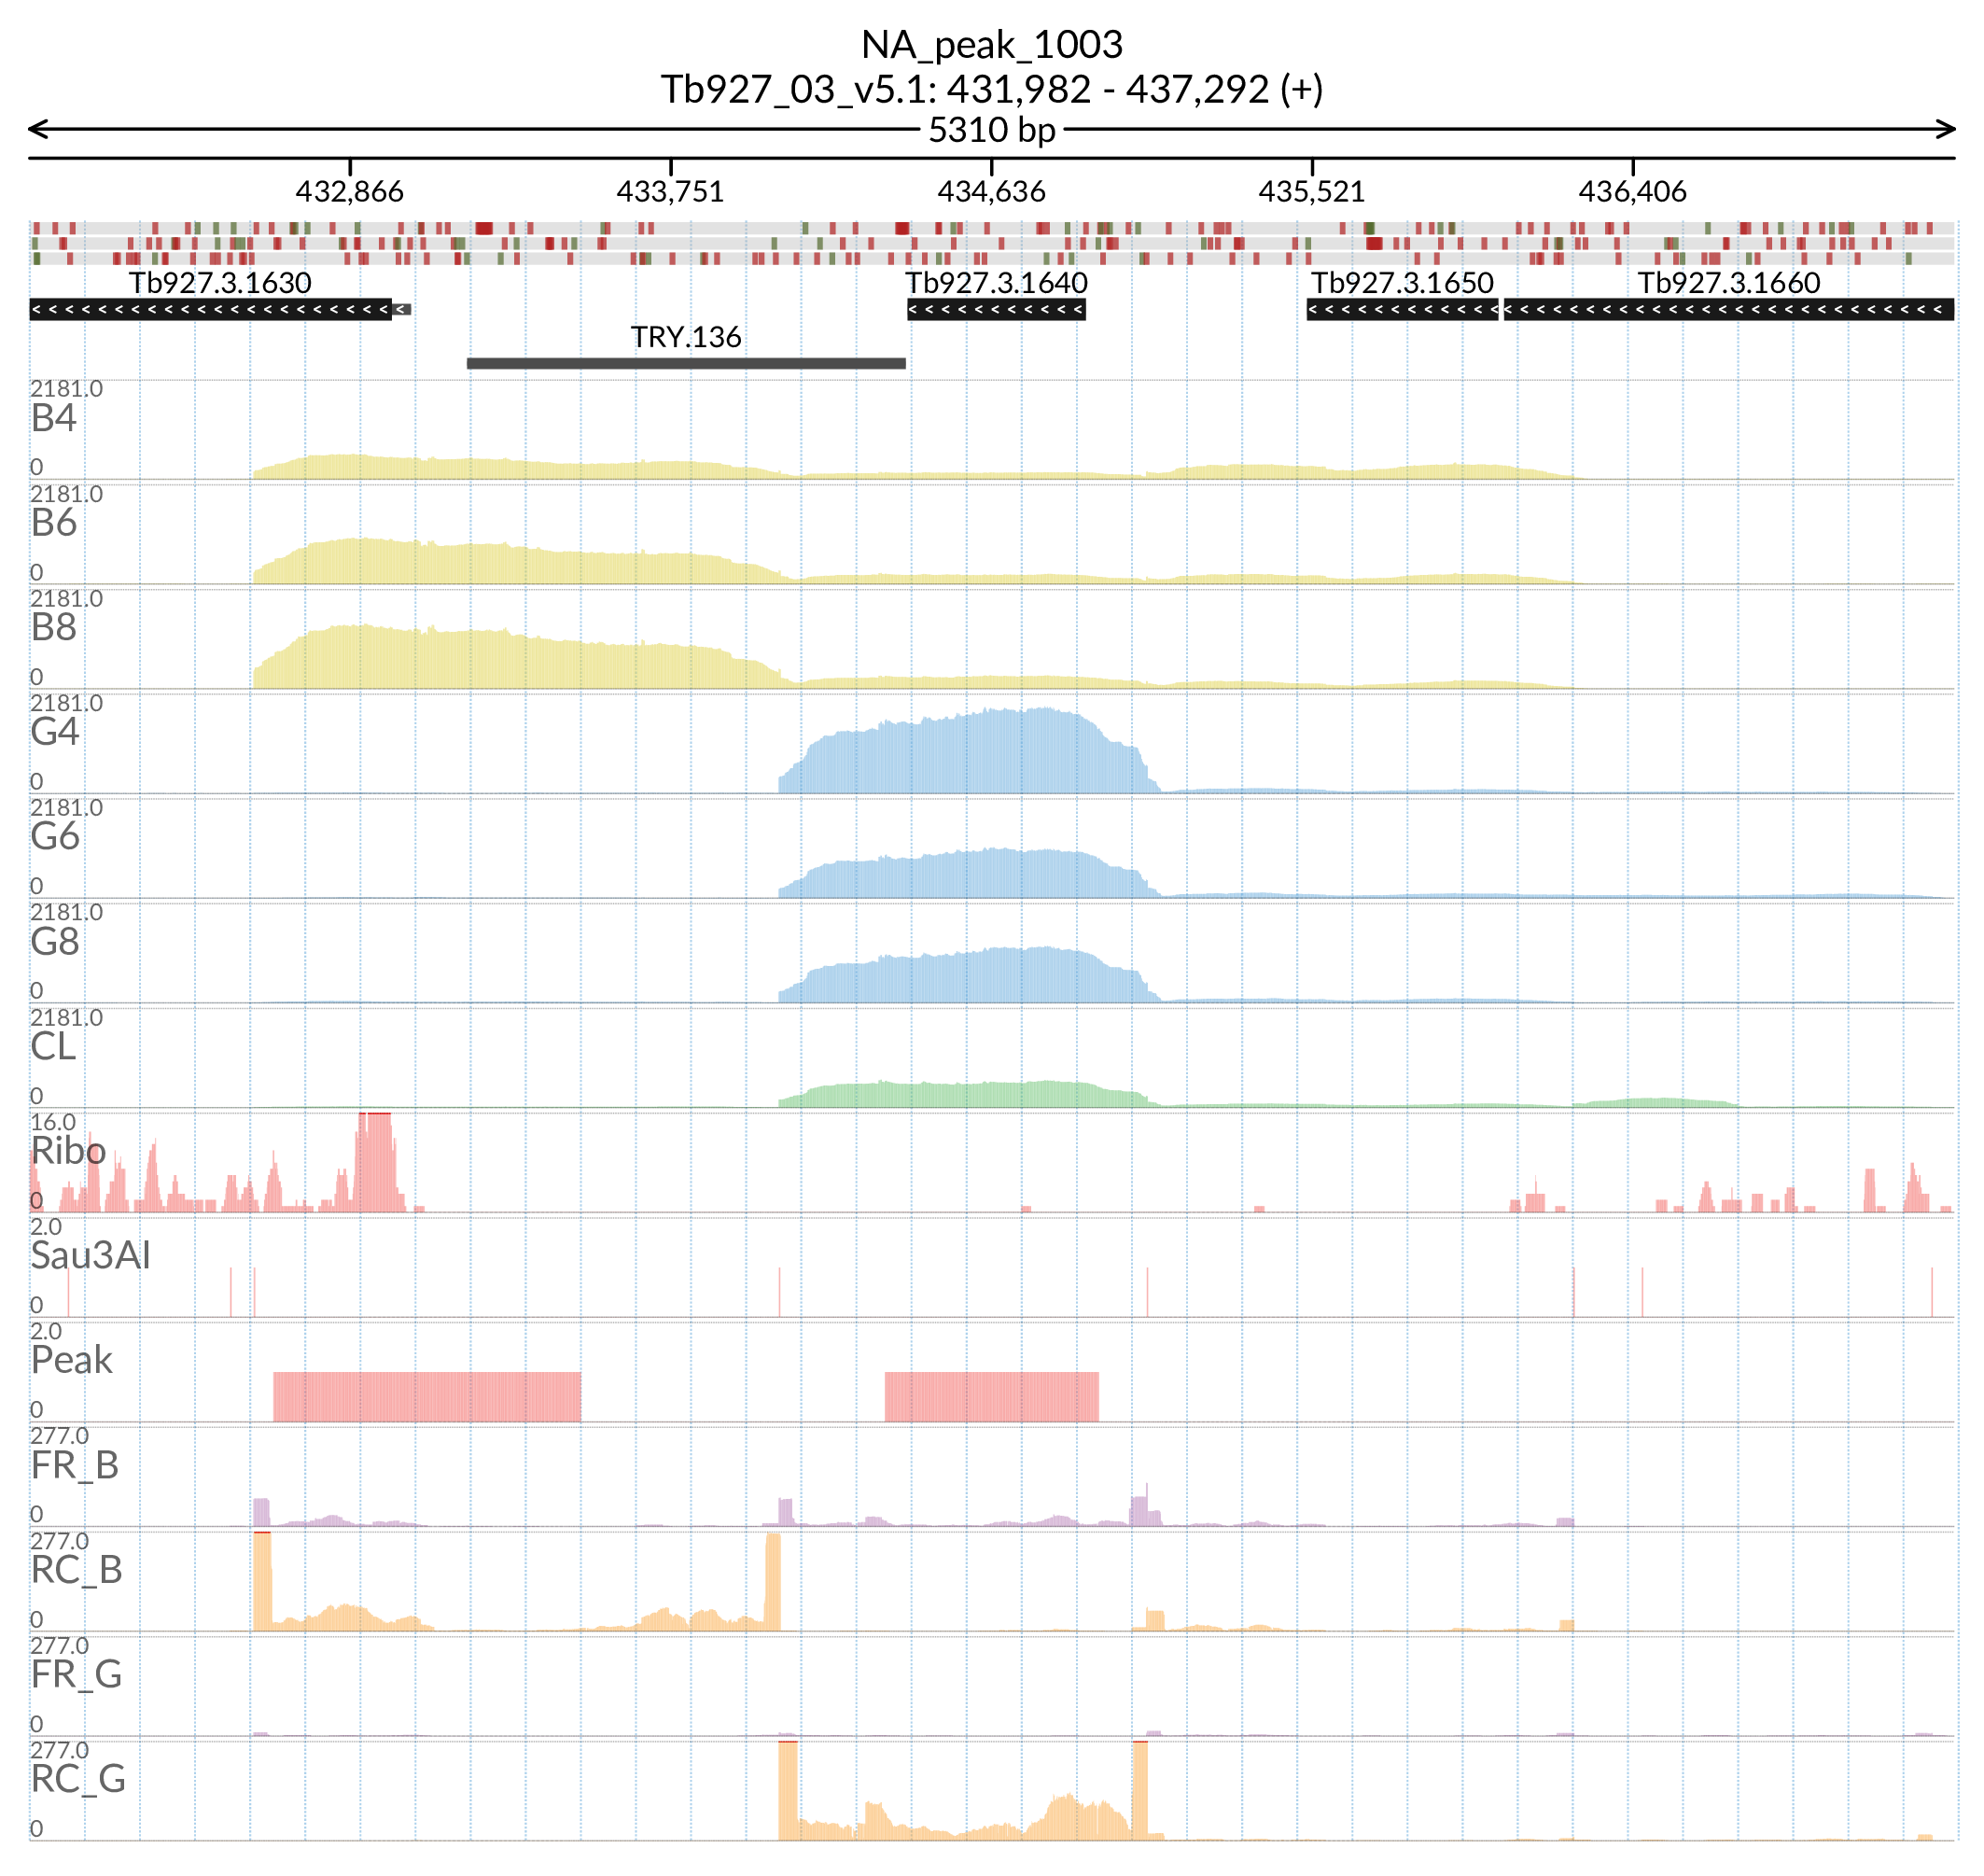 NA_peak_1003
Tb927_03_v5.1: 431,982 - 437,292 (+)
5310 bp
432,866 433,751 434,636 435,521 436,406
Tb927.3.1630 Tb927.3.1640 Tb927.3.1650 Tb927.3.1660
TRY.136
2181.0
B4
0
2181.0
B6
0
2181.0
B8
0
2181.0
G4
0
2181.0
G6
0
2181.0
G8
0
2181.0
CL
0
16.0
Ribo
0
2.0
Sau3AI
0
2.0
Peak
0
277.0
FR_B
0
277.0
RC_B
0
277.0
FR_G
0
277.0
RC_G
0